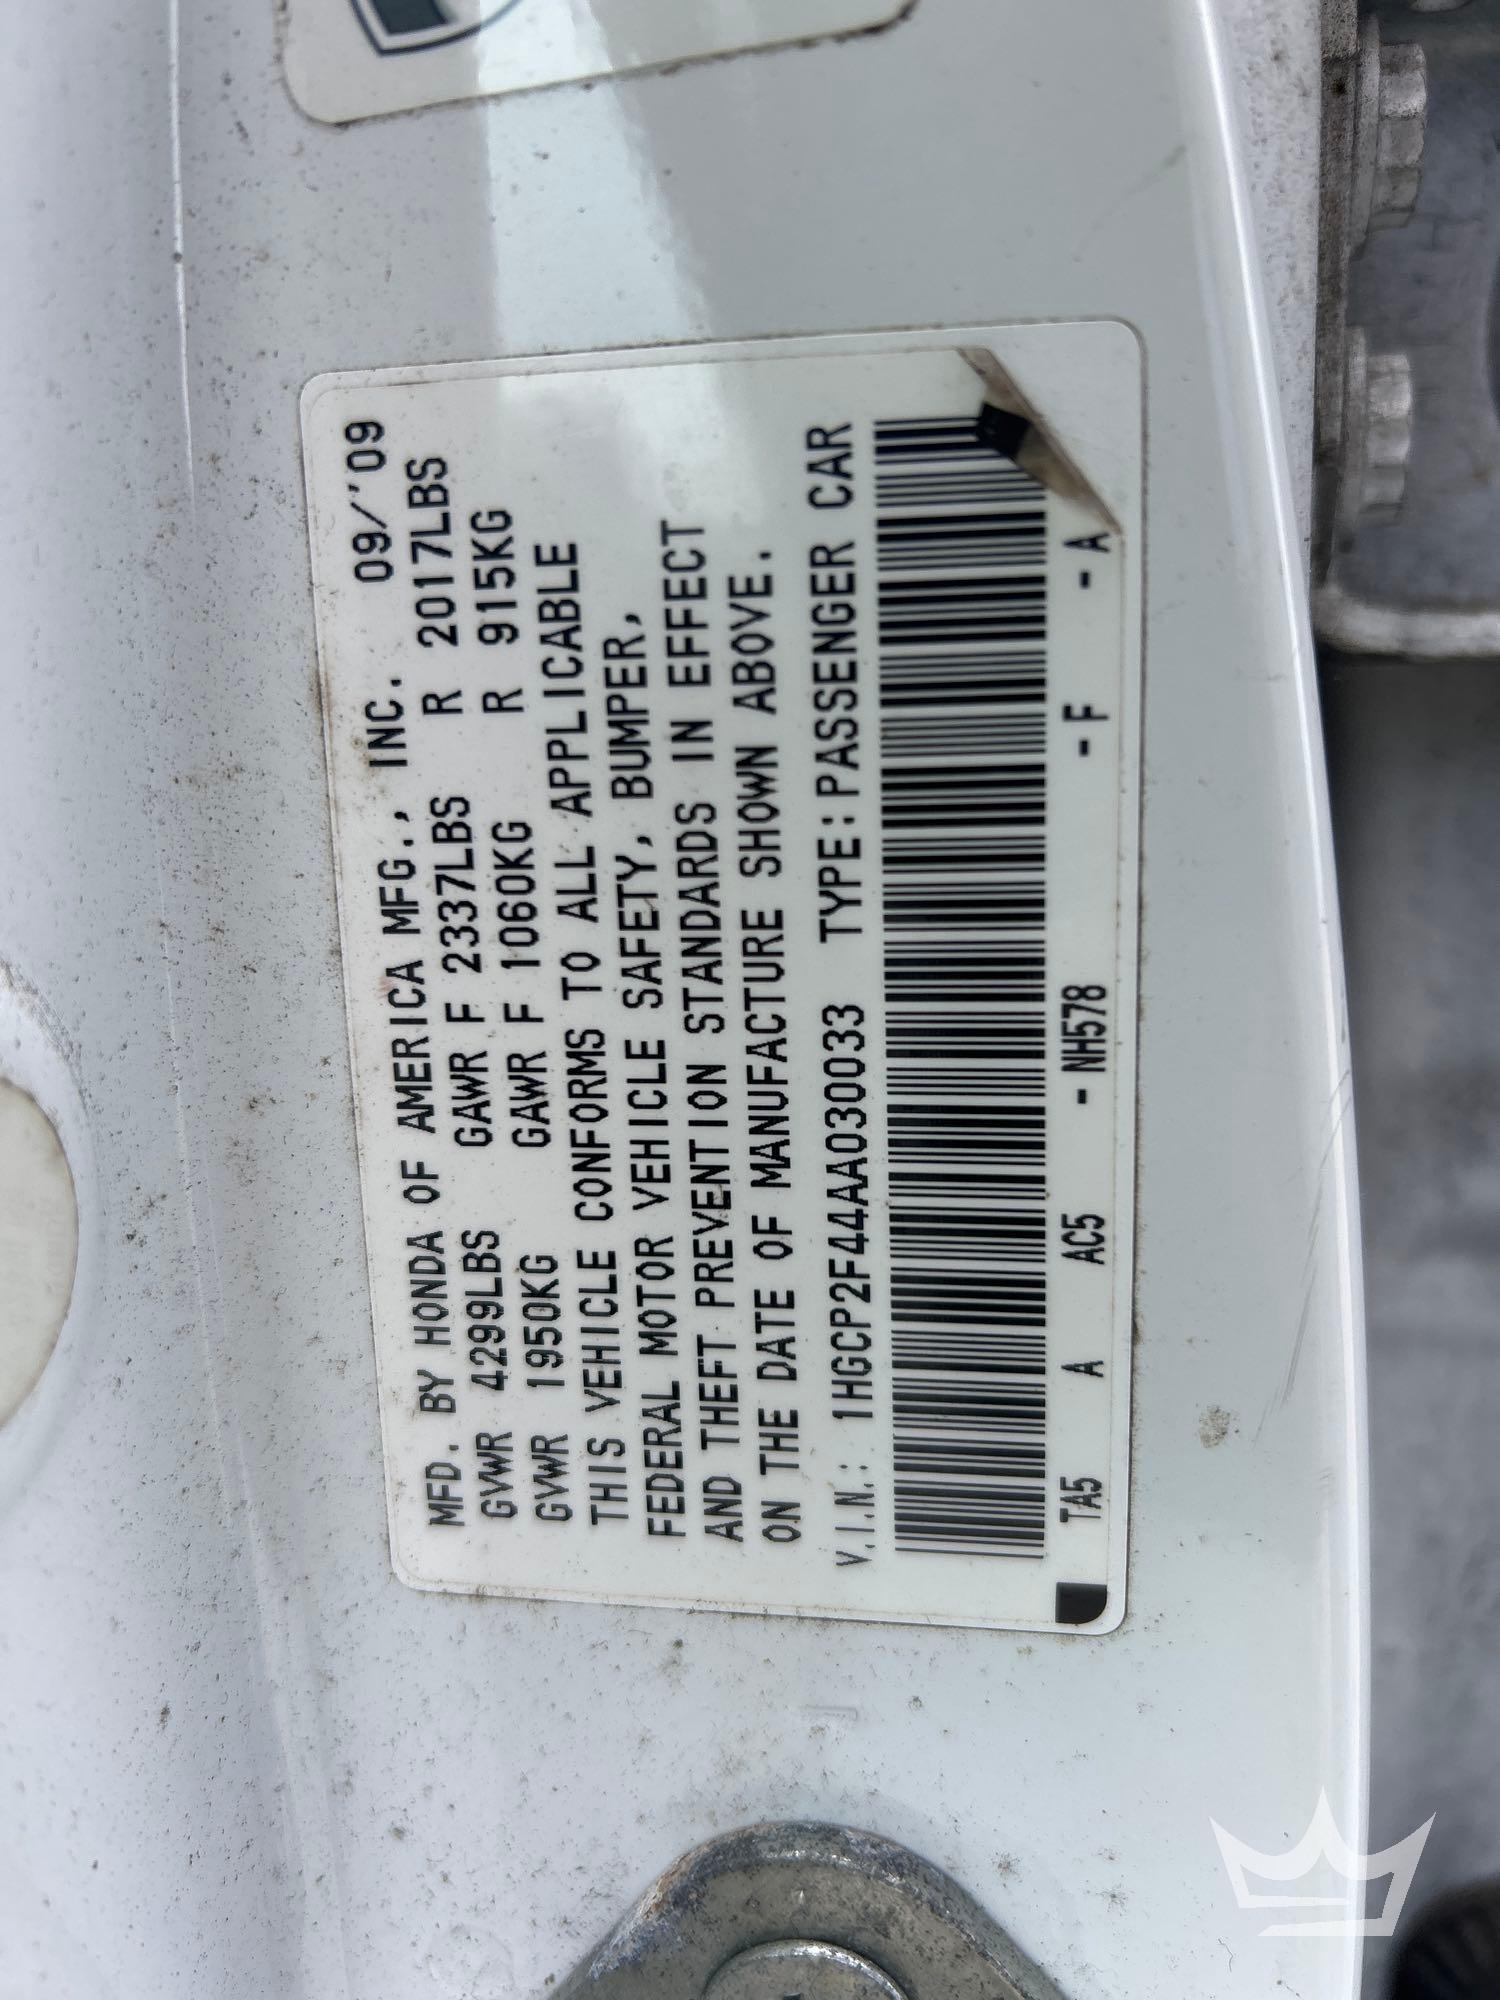 MFD. BY HONDA OF AMERICA MFG., INC. 09/'09
GVWR 4299LBS GAWR F 2337LBS R 2017LBS
GVWR 1950KG GAWR F 1060KG R 915KG
THIS VEHICLE CONFORMS TO ALL APPLICABLE
FEDERAL MOTOR VEHICLE SAFETY, BUMPER,
AND THEFT PREVENTION STANDARDS IN EFFECT
ON THE DATE OF MANUFACTURE SHOWN ABOVE.
V.I.N.: 1HGCP2F44AA030033 TYPE:PASSENGER CAR
TA5 A AC5 - NH578 - F - A